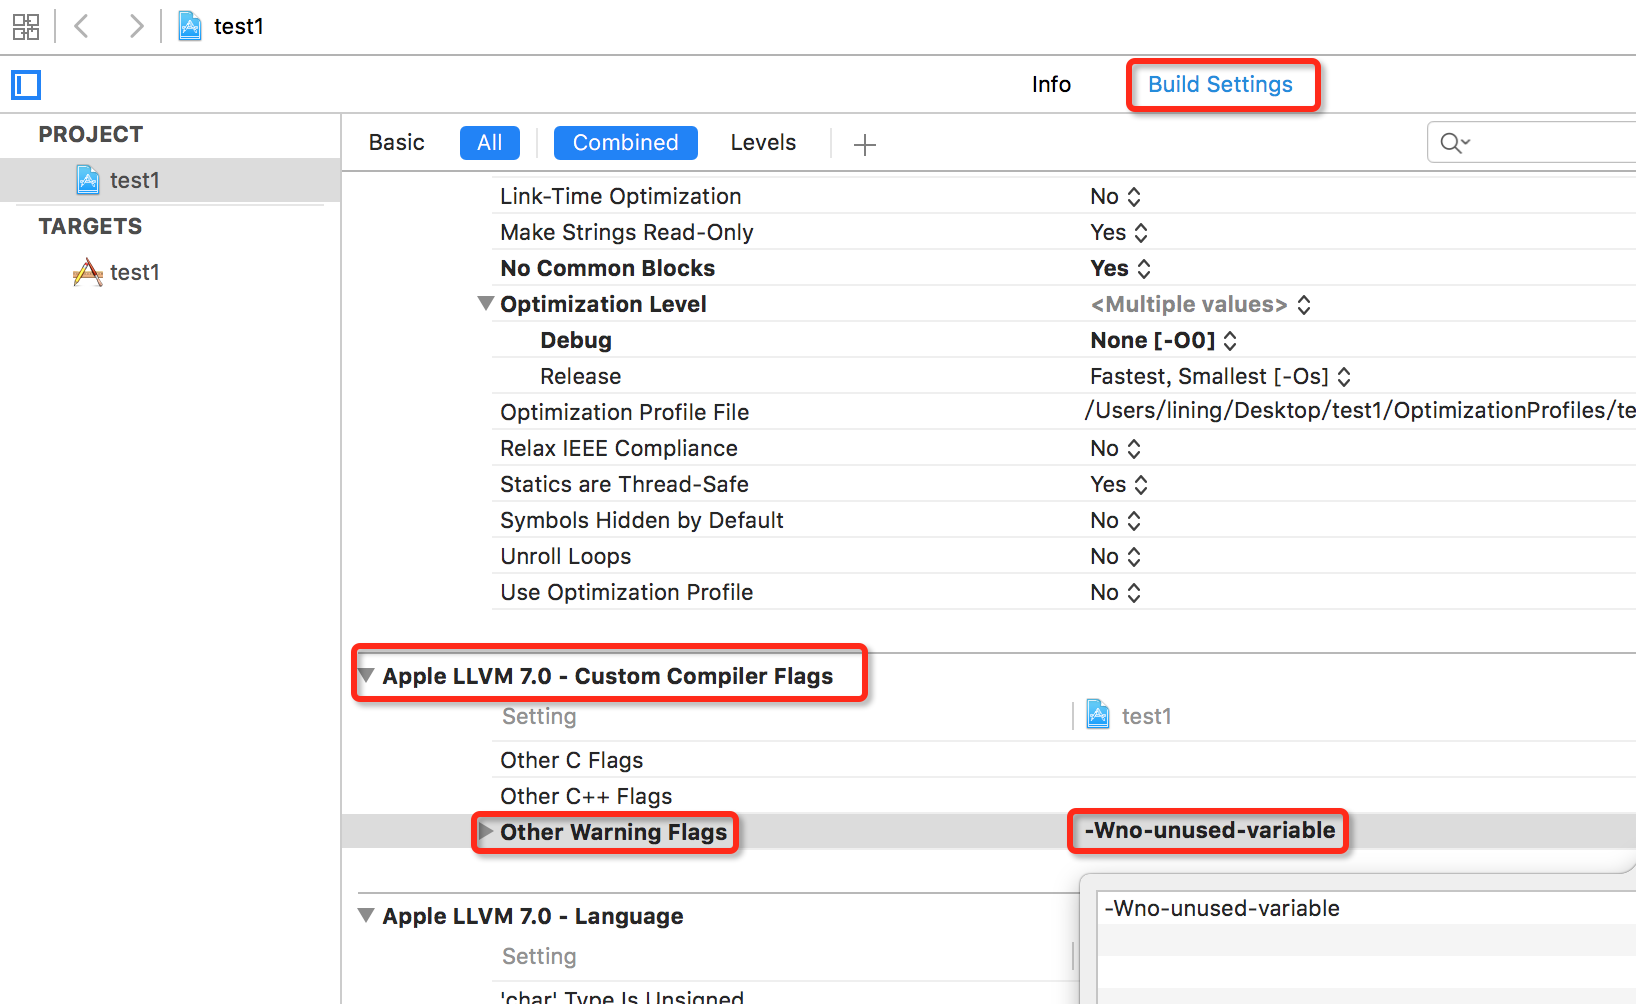 test1
Info Build Settings
PROJECT
test1
TARGETS
test1
Basic All Combined Levels
Link-Time Optimization No
Make Strings Read-Only Yes
No Common Blocks Yes
Optimization Level <Multiple values>
Debug None [-O0]
Release Fastest, Smallest [-Os]
Optimization Profile File /Users/lining/Desktop/test1/OptimizationProfiles/te
Relax IEEE Compliance No
Statics are Thread-Safe Yes
Symbols Hidden by Default No
Unroll Loops No
Use Optimization Profile No
Apple LLVM 7.0 - Custom Compiler Flags
Setting test1
Other C Flags
Other C++ Flags
Other Warning Flags -Wno-unused-variable
-Wno-unused-variable
Apple LLVM 7.0 - Language
Setting
'char' Type Is Unsigned